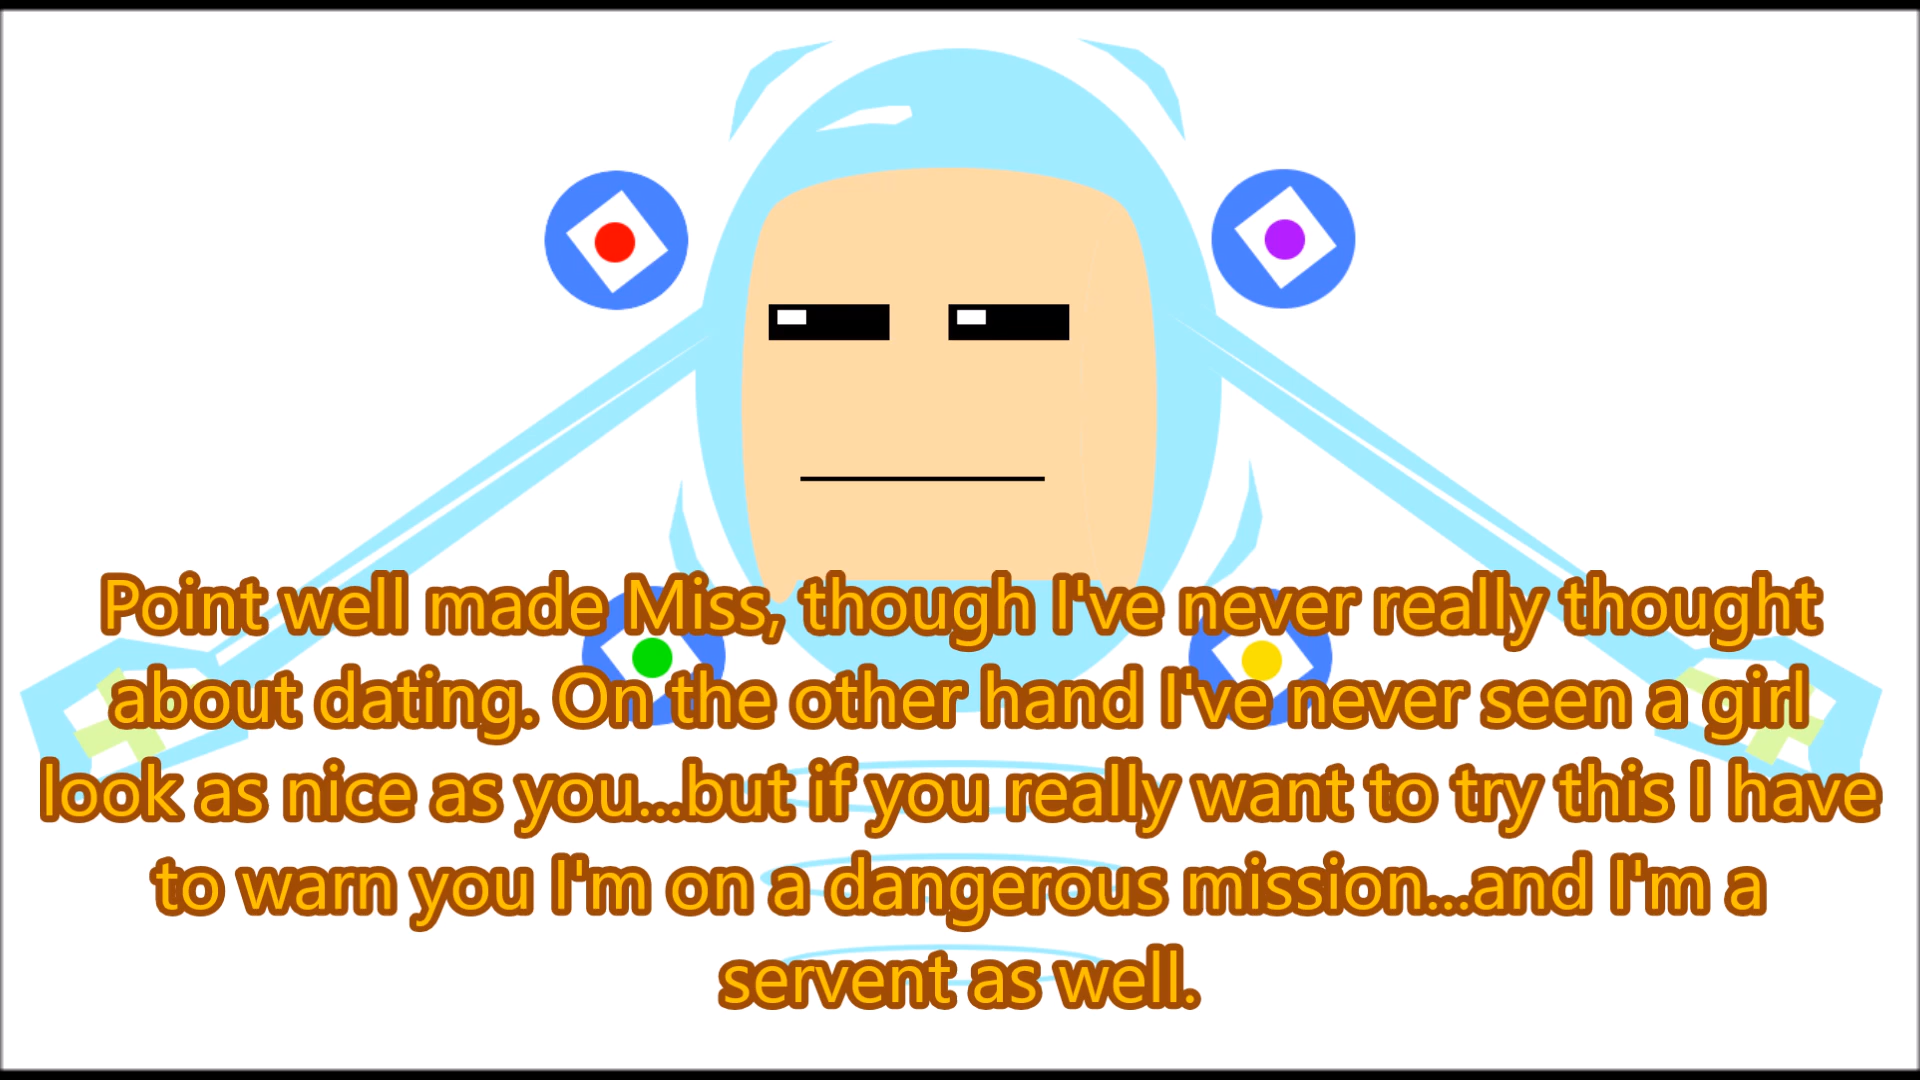 Point well made Miss, though I've never really thought
about dating. On the other hand I've never seen a girl
look as nice as you...but if you really want to try this I have
to warn you I'm on a dangerous mission...and I'm a
servent as well.